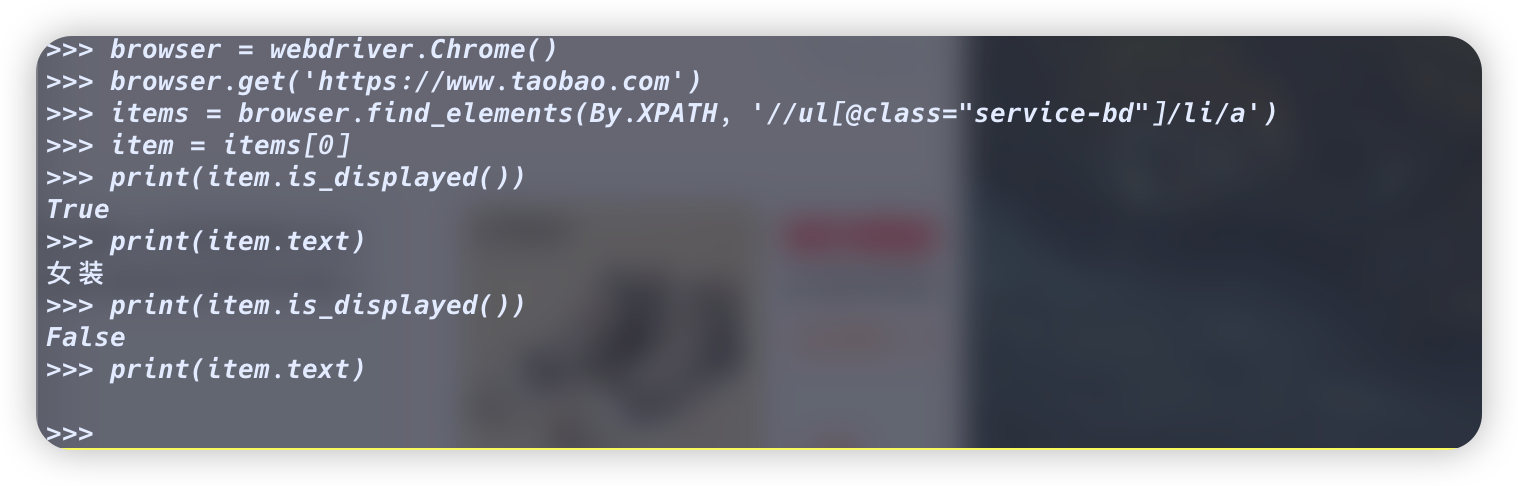 >>> browser = webdriver.Chrome()
>>> browser.get('https://www.taobao.com')
>>> items = browser.find_elements(By.XPATH, '//ul[@class="service-bd"]/li/a')
>>> item = items[0]
>>> print(item.is_displayed())
True
>>> print(item.text)
女装
>>> print(item.is_displayed())
False
>>> print(item.text)

>>>